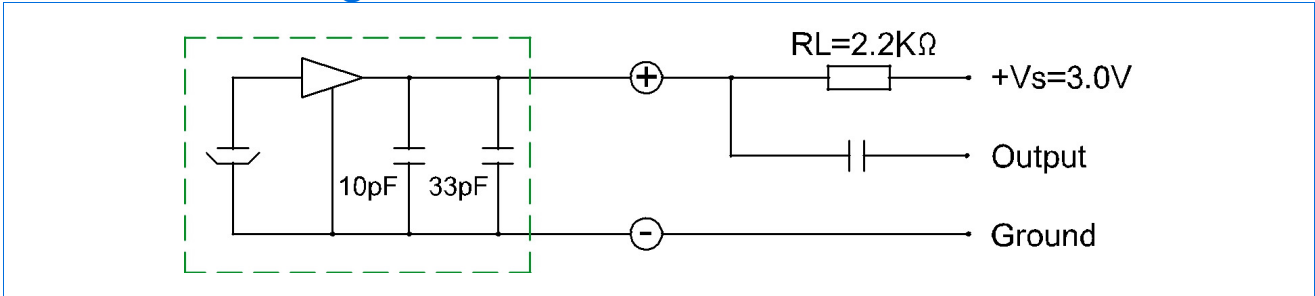 RL=2.2KΩ
+
+Vs=3.0V
10pF
33pF
Output
-
Ground